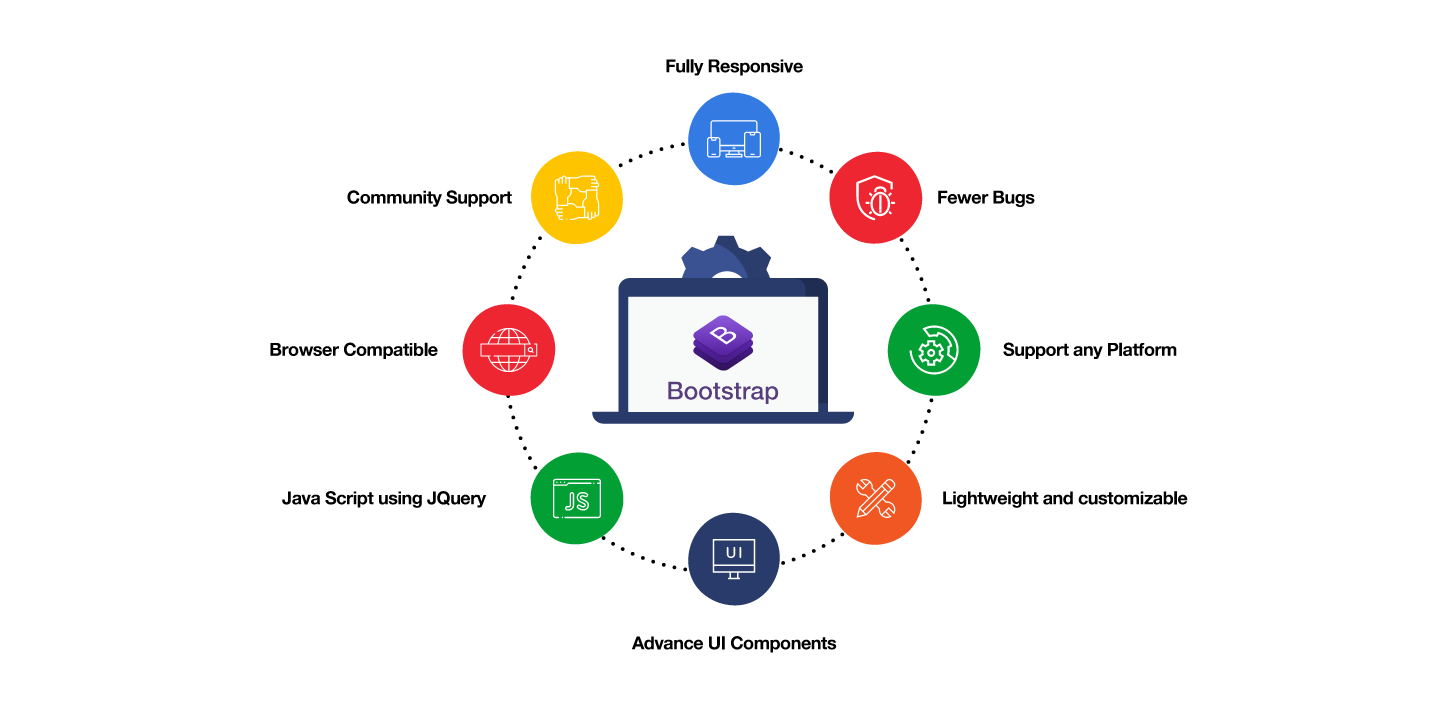 Fully Responsive
Community Support
Fewer Bugs
B
Bootstrap
Browser Compatible
Support any Platform
Java Script using JQuery
JS
Lightweight and customizable
UI
Advance UI Components